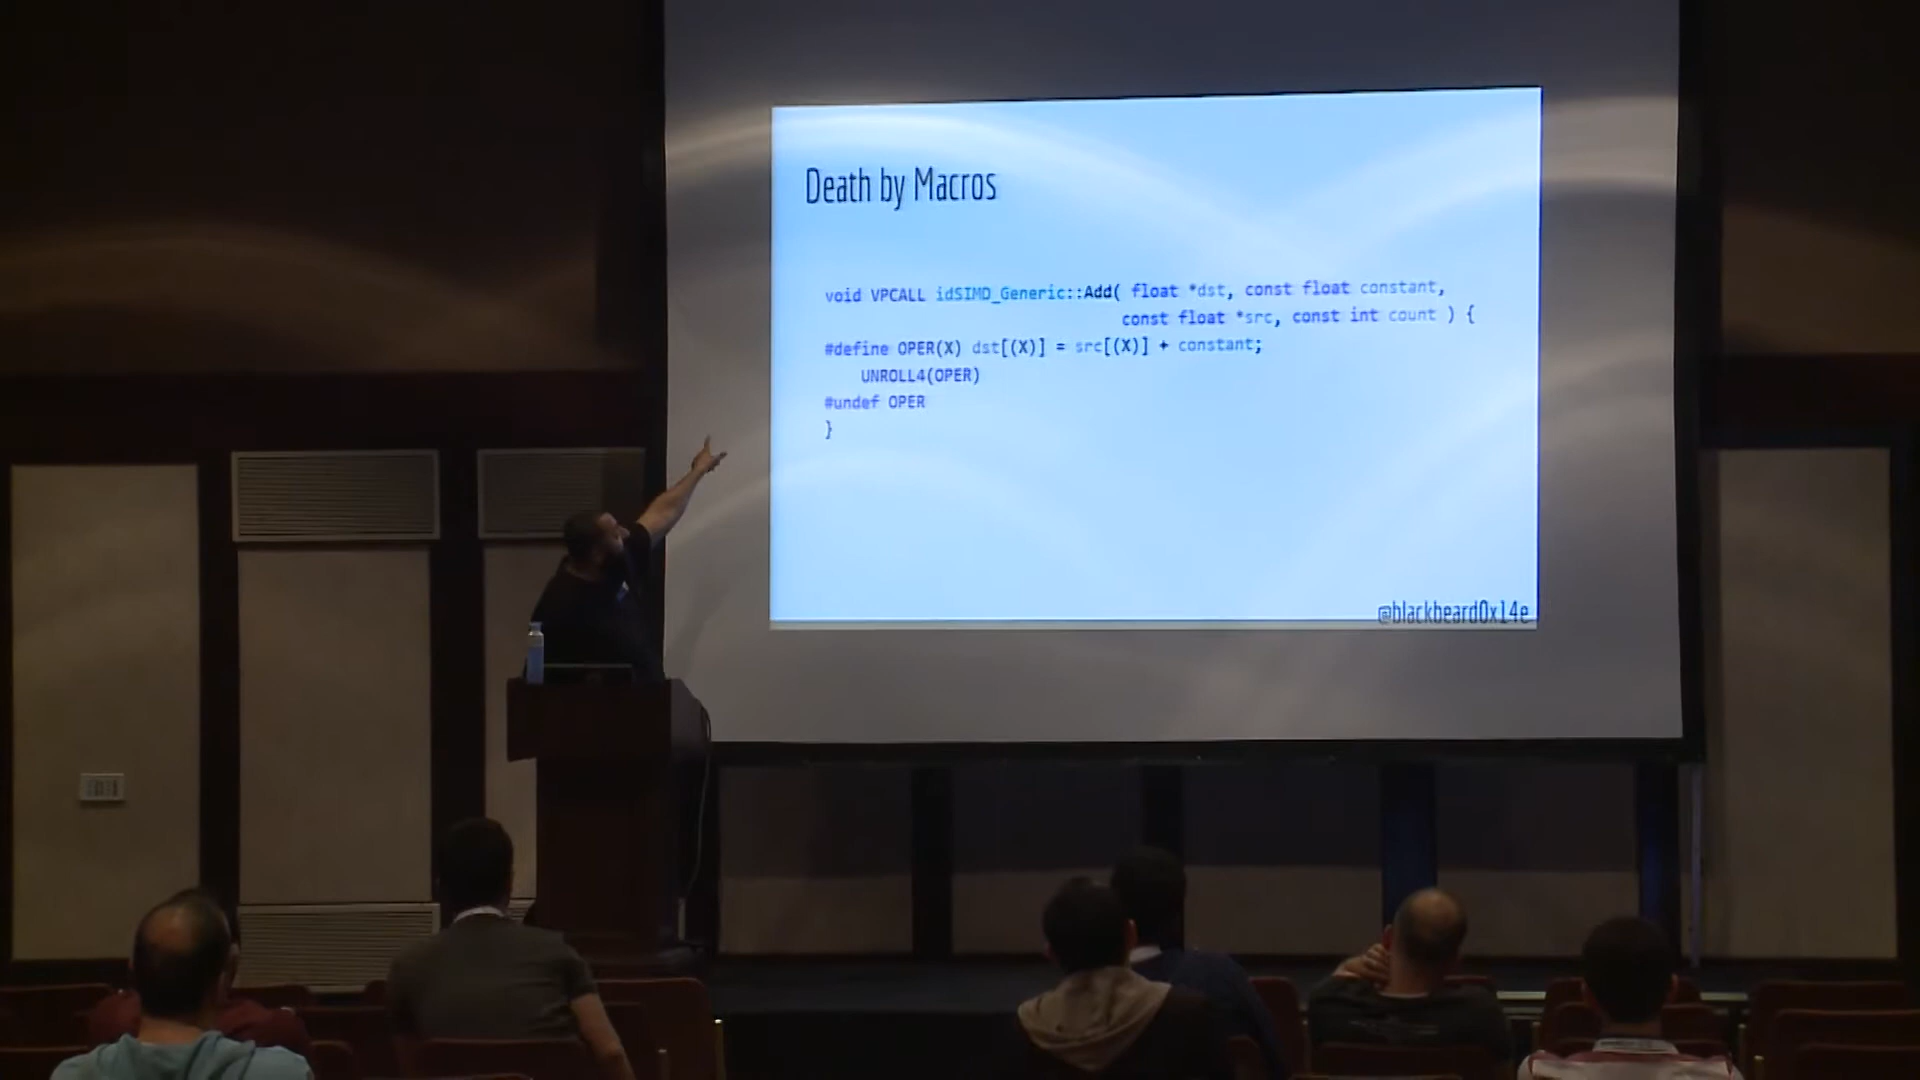 Death by Macros
void VPCALL idSIMD_Generic::Add( float *dst, const float constant,
const float *src, const int count ) {
#define OPER(X) dst[(X)] = src[(X)] + constant;
UNROLL4(OPER)
#undef OPER
}
@blackbeard0x14e